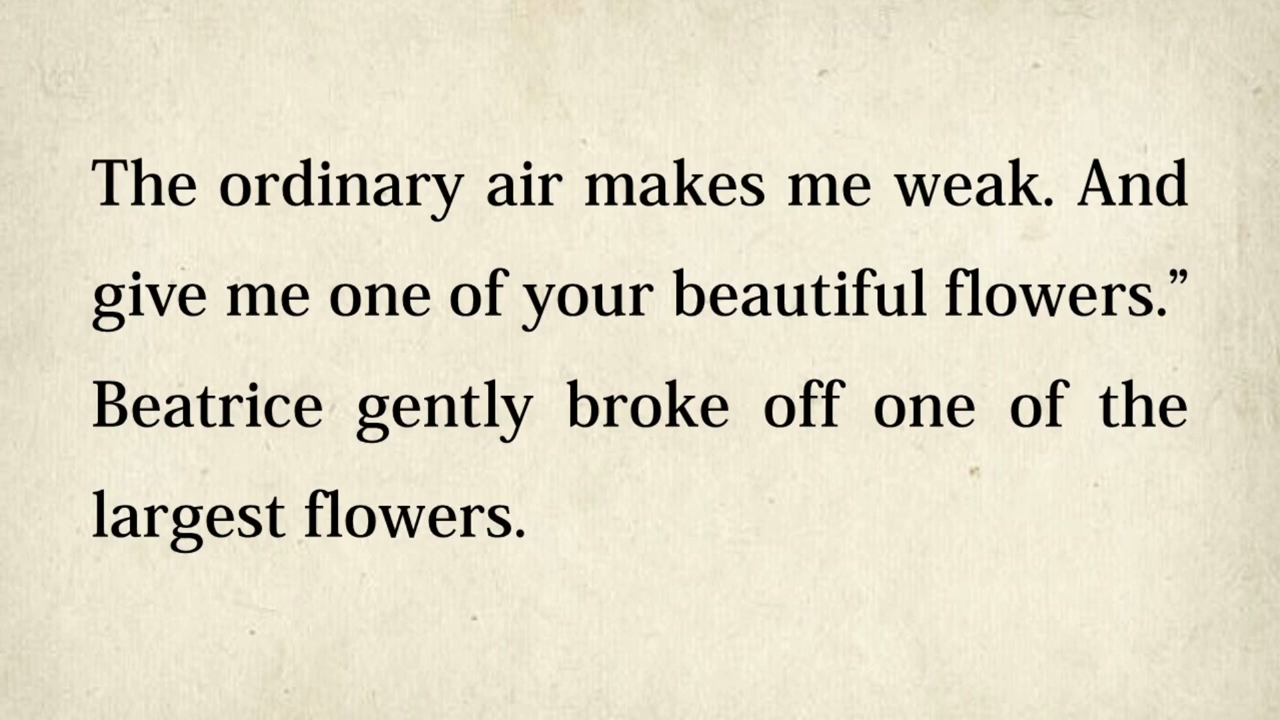 The ordinary air makes me weak. And
give me one of your beautiful flowers.”
Beatrice gently broke off one of the
largest flowers.